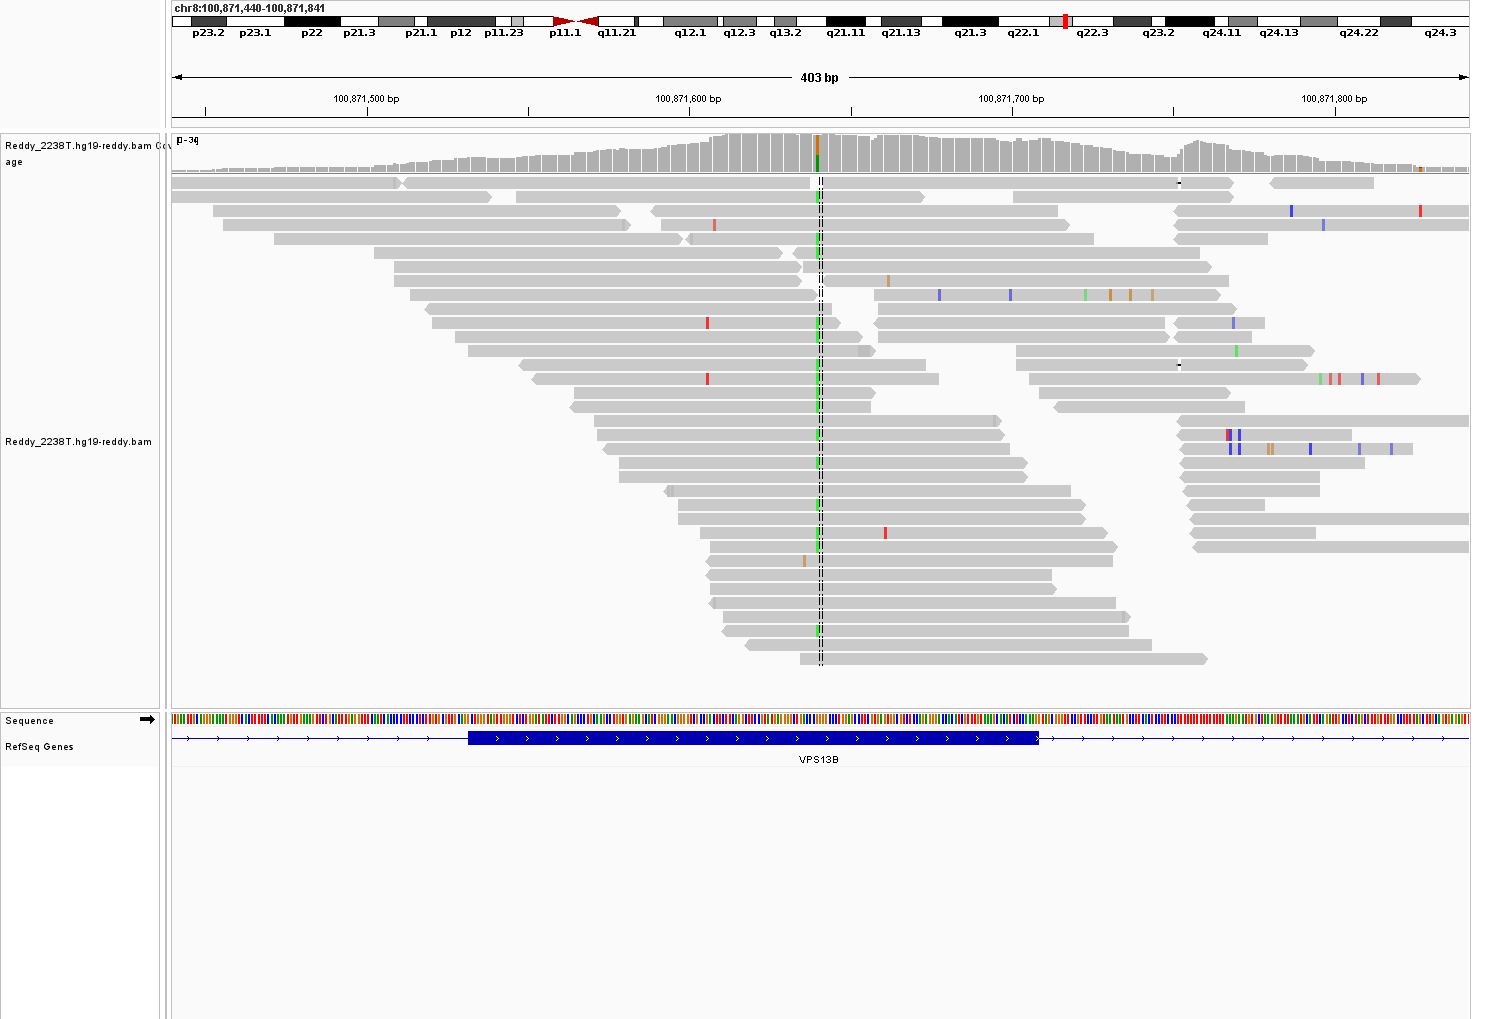 chr8:100,871,440-100,871,841
p23.2 p23.1 p22 p21.3 p21.1 p12 p11.23 p11.1 q11.21 q12.1 q12.3 q13.2 q21.11 q21.13 q21.3 q22.1 q22.3 q23.2 q24.11 q24.13 q24.22 q24.3
403 bp
100,871,500 bp 100,871,600 bp 100,871,700 bp 100,871,800 bp
Reddy_2238T.hg19-reddy.bam Cov
age
Reddy_2238T.hg19-reddy.bam
Sequence
RefSeq Genes
VPS13B